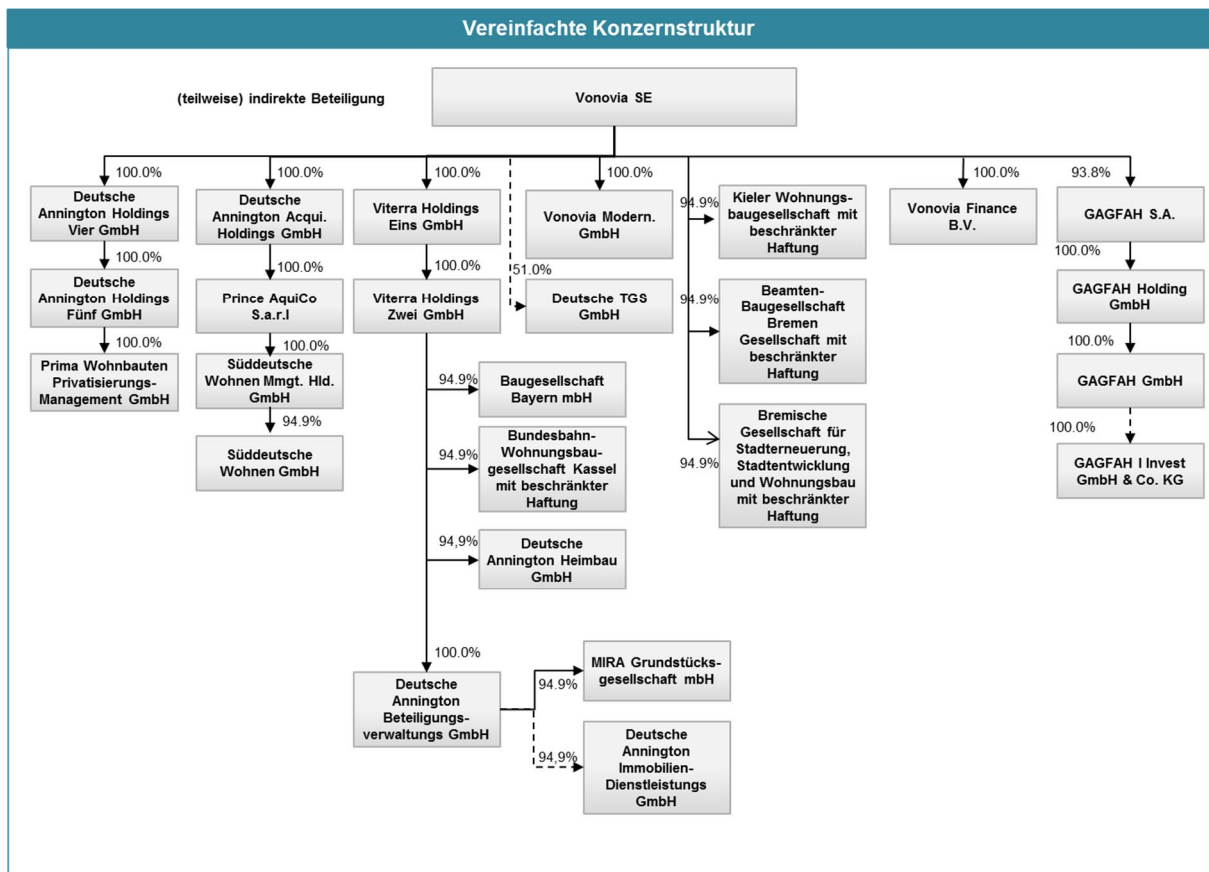 Vereinfachte Konzernstruktur
(teilweise) indirekte Beteiligung
Vonovia SE
100.0%
100.0%
100.0%
100.0%
100.0%
93.8%
Deutsche
Annington Holdings
Vier GmbH
Deutsche
Annington Acqui.
Holdings GmbH
Viterra Holdings
Eins GmbH
Vonovia Modern.
GmbH
94.9%
Kieler Wohnungs-
baugesellschaft mit
beschränkter
Haftung
Vonovia Finance
B.V.
GAGFAH S.A.
100.0%
100.0%
100.0%
51.0%
100.0%
Deutsche
Annington Holdings
Fünf GmbH
Prince AquiCo
S.a.r.l
Viterra Holdings
Zwei GmbH
Deutsche TGS
GmbH
94.9%
Beamten-
Baugesellschaft
Bremen
Gesellschaft mit
beschränkter
Haftung
GAGFAH Holding
GmbH
100.0%
100.0%
100.0%
Prima Wohnbauten
Privatisierungs-
Management GmbH
Süddeutsche
Wohnen Mmgt. Hld.
GmbH
94.9%
Baugesellschaft
Bayern mbH
GAGFAH GmbH
94.9%
Süddeutsche
Wohnen GmbH
94.9%
Bundesbahn-
Wohnungsbau-
gesellschaft Kassel
mit beschränkter
Haftung
94.9%
Bremische
Gesellschaft für
Stadterneuerung,
Stadtentwicklung
und Wohnungsbau
mit beschränkter
Haftung
100.0%
GAGFAH I Invest
GmbH & Co. KG
94,9%
Deutsche
Annington Heimbau
GmbH
100.0%
Deutsche
Annington
Beteiligungs-
verwaltungs GmbH
94.9%
MIRA Grundstücks-
gesellschaft mbH
94,9%
Deutsche
Annington
Immobilien-
Dienstleistungs
GmbH